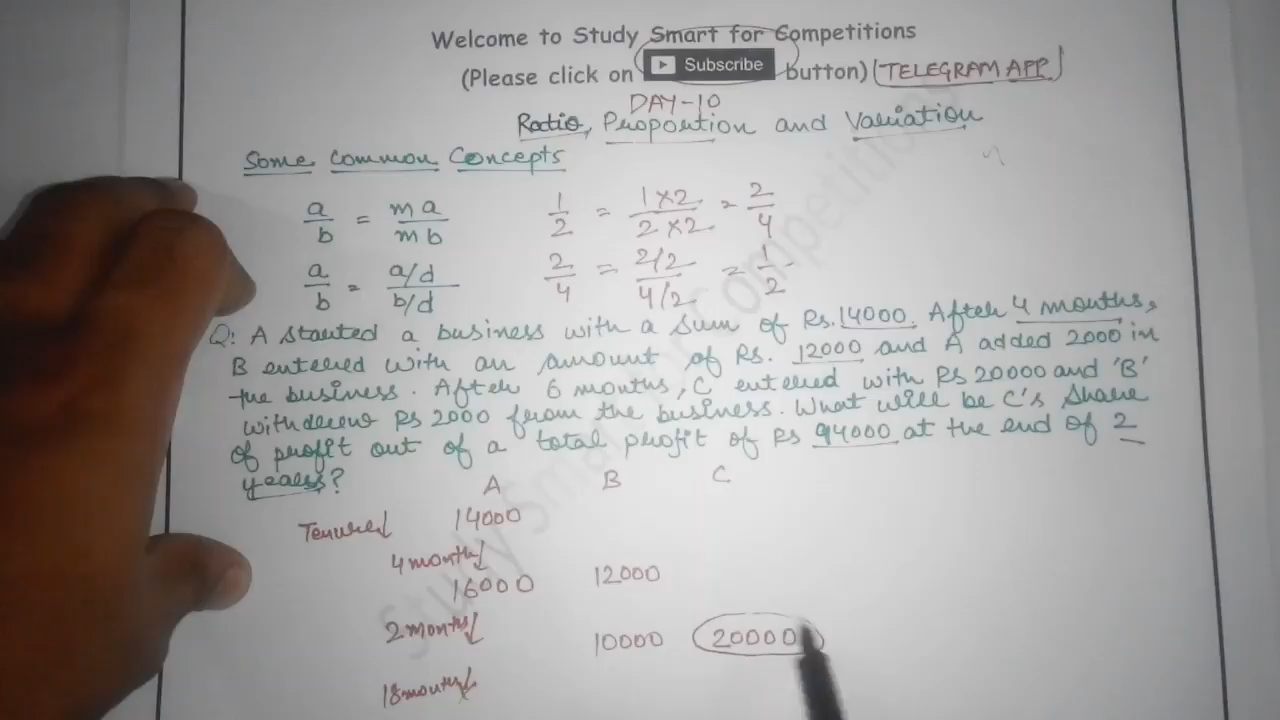 Welcome to Study Smart for Competitions
(Please click on Subscribe button) (TELEGRAM APP)
DAY-10
Ratio, Proportion and Variation
Some Common Concepts
a/b = ma/mb 1/2 = 1×2/2×2 = 2/4
a/b = a/d/b/d 2/4 = 2/2/4/2 = 1/2
Q: A started a business with a sum of Rs. 14000. After 4 months,
B entered with an amount of Rs. 12000 and A added 2000 in
the business. After 6 months, C entered with Rs 20000 and 'B'
withdrew Rs 2000 from the business. What will be C's share
of profit out of a total profit of Rs 94000 at the end of 2
years?
A B C
Tenure↓ 14000
4 month↓
16000 12000
2 months↓
10000 20000
18 months↓
Study Smart for Competitions